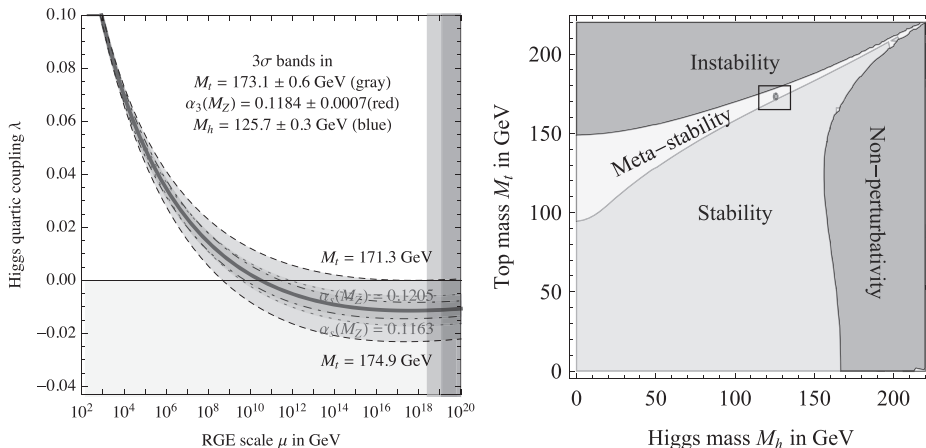 Higgs quartic coupling λ
0.10
0.08
0.06
0.04
0.02
0.00
−0.02
−0.04
3σ bands in
M_t = 173.1 ± 0.6 GeV (gray)
α_3(M_Z) = 0.1184 ± 0.0007(red)
M_h = 125.7 ± 0.3 GeV (blue)
M_t = 171.3 GeV
α_s(M_Z) = 0.1205
α_s(M_Z) = 0.1163
M_t = 174.9 GeV
10^2 10^4 10^6 10^8 10^10 10^12 10^14 10^16 10^18 10^20
RGE scale μ in GeV
Top mass M_t in GeV
200
150
100
50
0
Instability
Meta−stability
Stability
Non−perturbativity
0 50 100 150 200
Higgs mass M_h in GeV